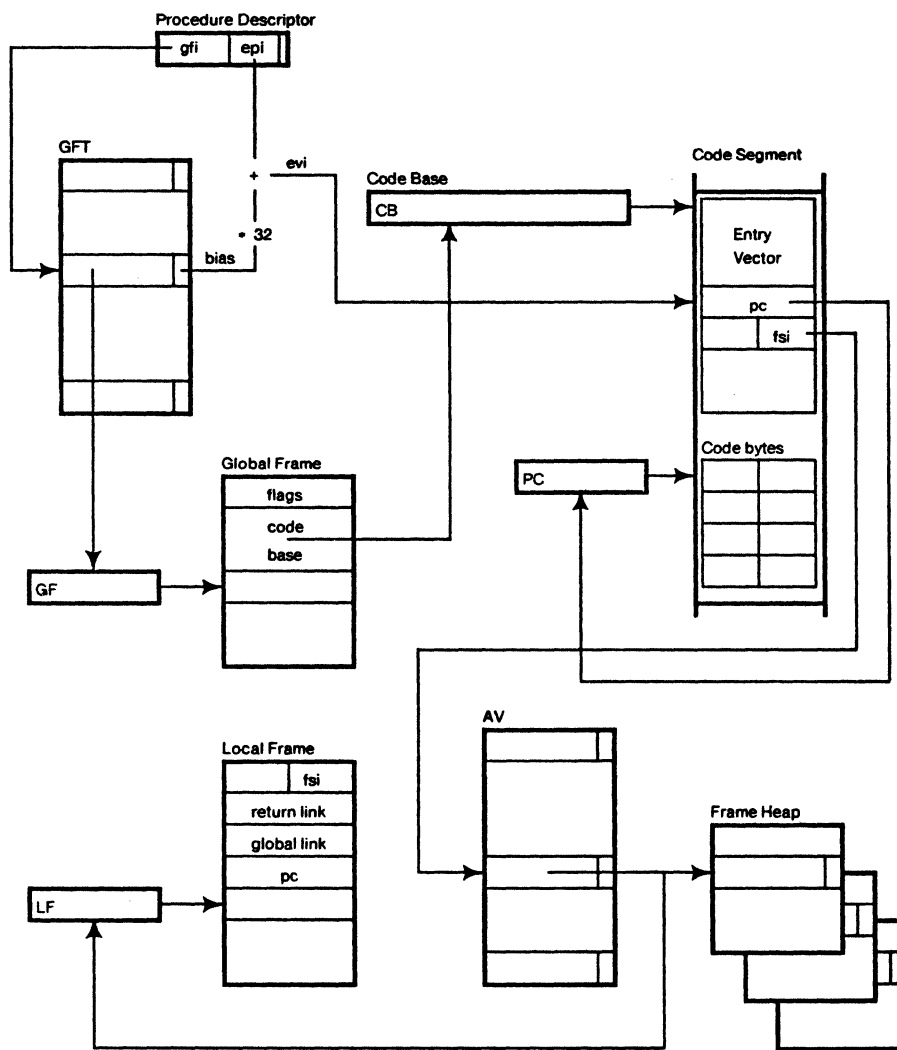 Procedure Descriptor
gfi epi
GFT
evi
+
Code Base
CB
Code Segment
* 32
bias
Entry
Vector
pc
fsi
Global Frame
flags
code
base
GF
PC
Code bytes
AV
Local Frame
fsi
return link
global link
pc
LF
Frame Heap